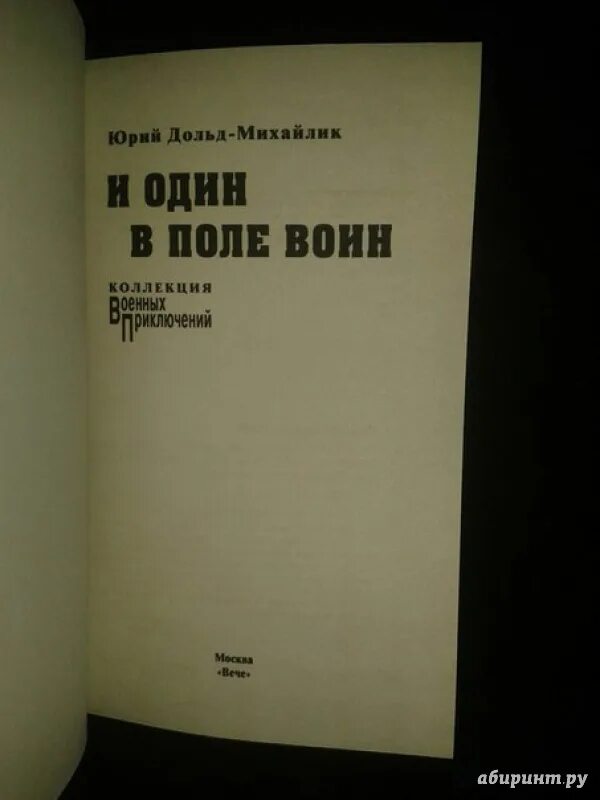 Юрий Дольд-Михайлик
И ОДИН
В ПОЛЕ ВОИН
КОЛЛЕКЦИЯ
Военных
Приключений
Москва
«Вече»
абиринт.ру